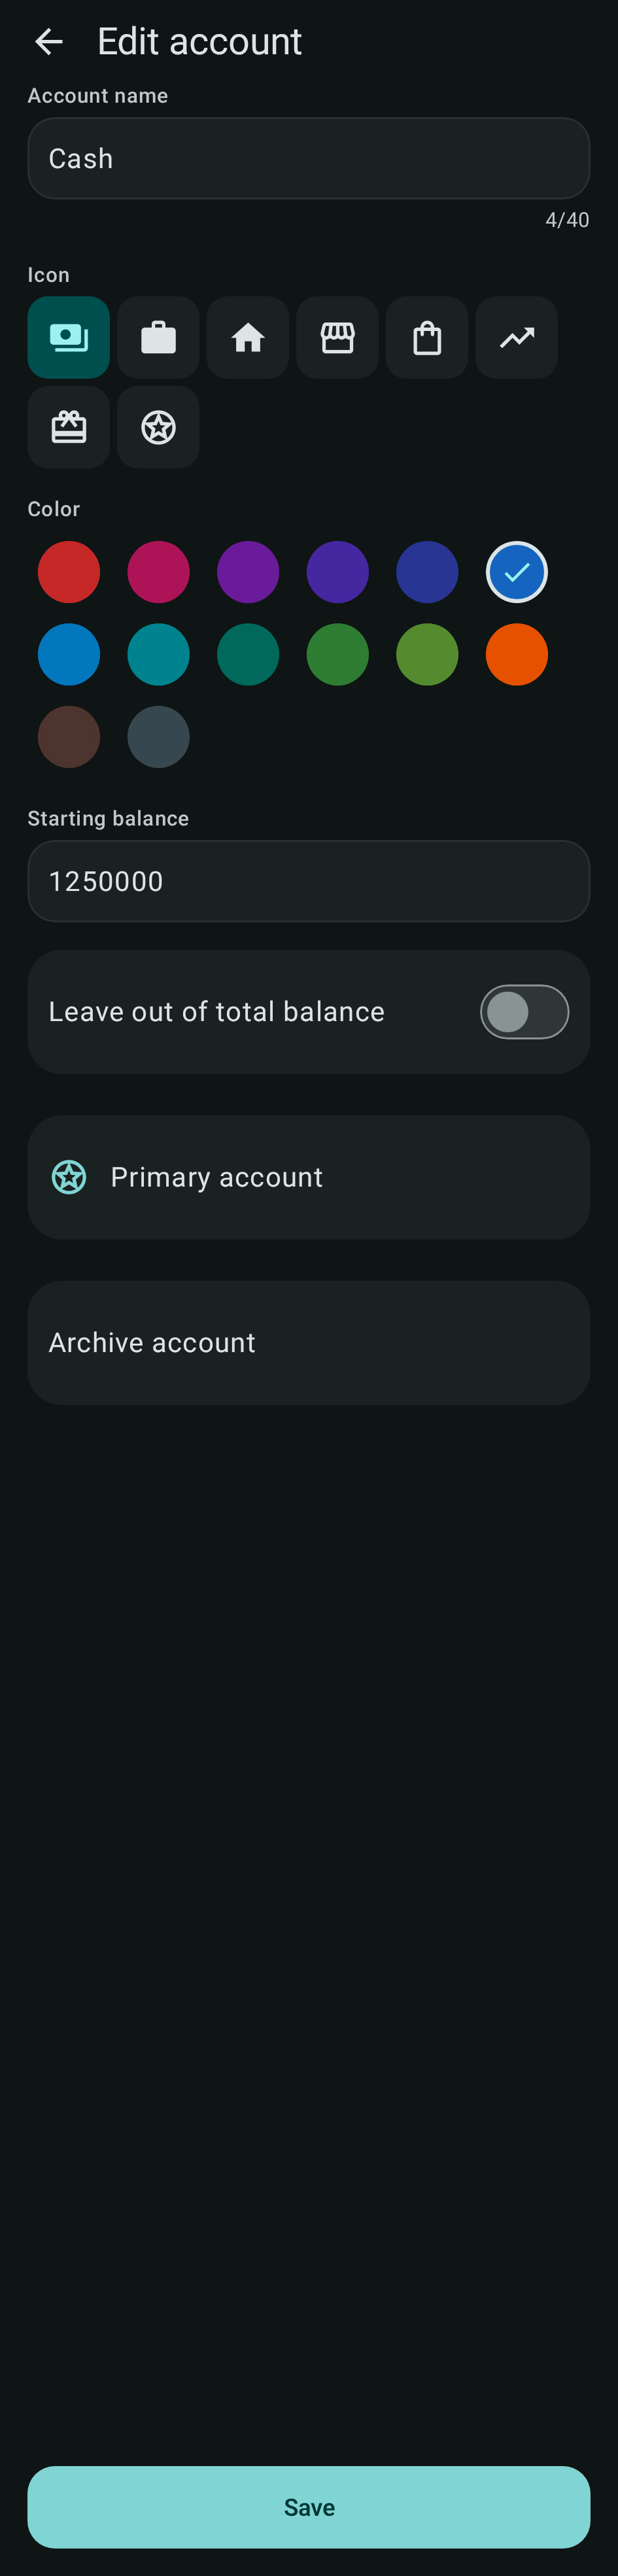 Edit account
Account name
Cash
4/40
Icon
Color
Starting balance
1250000
Leave out of total balance
Primary account
Archive account
Save